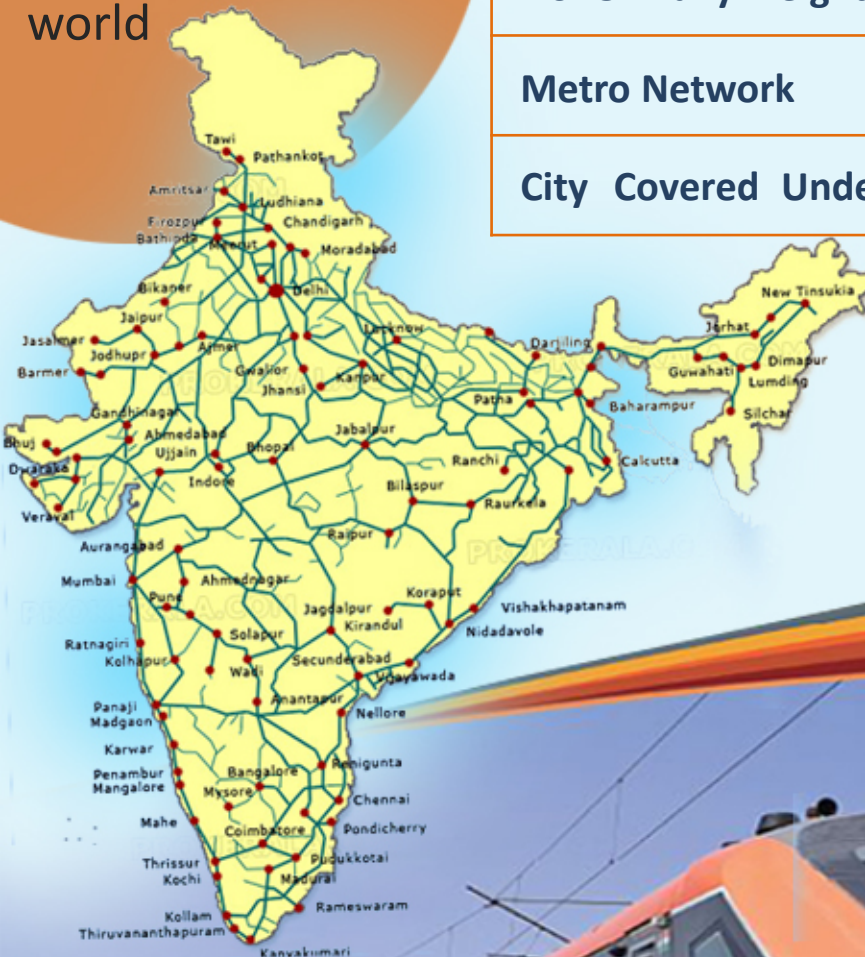 world
Metro Network
City Covered Unde
Tawi
Pathankot
Amritsar
Ludhiana
Firozpur
Chandigarh
Bathinda
Meerut
Moradabad
Bikaner
Delhi
New Tinsukia
Jaipur
Jorhat
Jasalmer
Lucknow
Darjling
Jodhupr
Ajmer
Dimapur
Barmer
Gwalior
Kanpur
Guwahati
Lumding
Jhansi
Patha
Baharampur
Silchar
Gandhinagar
Ahmedabad
Jabalpur
Bhuj
Ujjain
Bhopal
Ranchi
Calcutta
Dwaraka
Indore
Bilaspur
Raurkela
Veraval
Raipur
Aurangabad
PROKERALA.C
Mumbai
Ahmednagar
Koraput
Pune
Jagdalpur
Vishakhapatanam
Kirandul
Nidadavole
Ratnagiri
Solapur
Kolhapur
Wadi
Secunderabad
Vijayawada
Panaji
Anantapur
Nellore
Madgaon
Karwar
Renigunta
Penambur
Bangalore
Mangalore
Mysore
Chennai
Mahe
Coimbatore
Pondicherry
Thrissur
Pudukkotai
Kochi
Madurai
Kollam
Rameswaram
Thiruvananthapuram
Kanyakumari